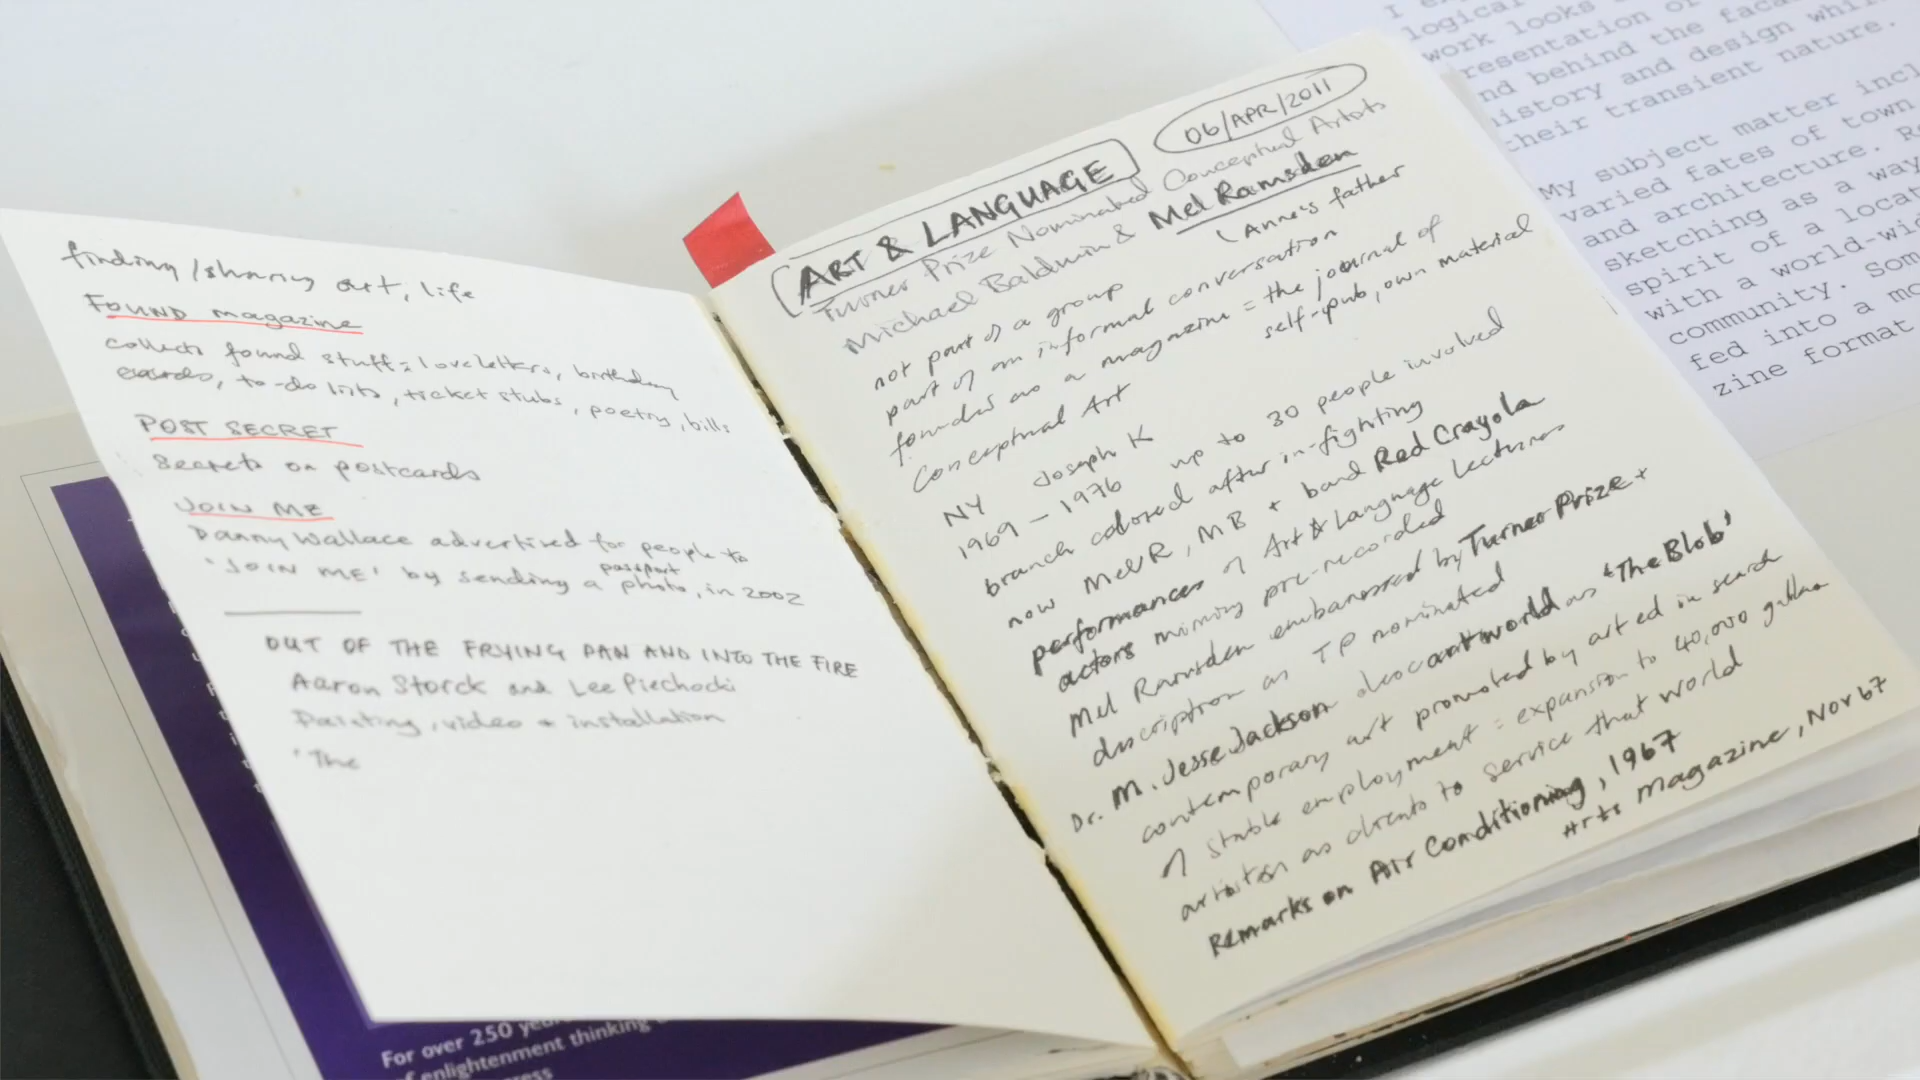 finding/sharing art, life
FOUND magazine
collects found stuff: love letters, birthday
cards, to-do lists, ticket stubs, poetry, bills
POST SECRET
secrets on postcards
JOIN ME
Danny Wallace advertised for people to
'JOIN ME' by sending a passport photo, in 2002
OUT OF THE FRYING PAN AND INTO THE FIRE
Aaron Storck and Lee Piechocki
Painting, video + installation
'The
06/APR/2011
ART & LANGUAGE
Turner Prize Nominated Conceptual Artists
Michael Baldwin & Mel Ramsden
(Anne's father
not part of a group
part of an informal conversation
founded as a magazine = the journal of
Conceptual Art
self-pub, own material
NY Joseph K
1969 - 1976 up to 30 people involved
branch closed after in-fighting
now Mel R, MB + band Red Crayola
performances of Art & Language Lectures
actors miming pre-recorded
Mel Ramsden embarrassed by Turner Prize +
description as TP nominated
Dr. M. Jesse Jackson artworld as 'The Blob'
contemporary art promoted by art ed in search
of stable employment = expansion to 40,000 galleries
as clients to service that world
Remarks on Air Conditioning, 1967
Arts magazine, Nov 67
logical
work looks
resentation or
nd behind the faca
history and design whil
their transient nature.
My subject matter incl
varied fates of town
and architecture. R
sketching as a way
spirit of a locat
with a world-wid
community. Som
fed into a mo
zine format
For over 250 ye
enlightenment thinking